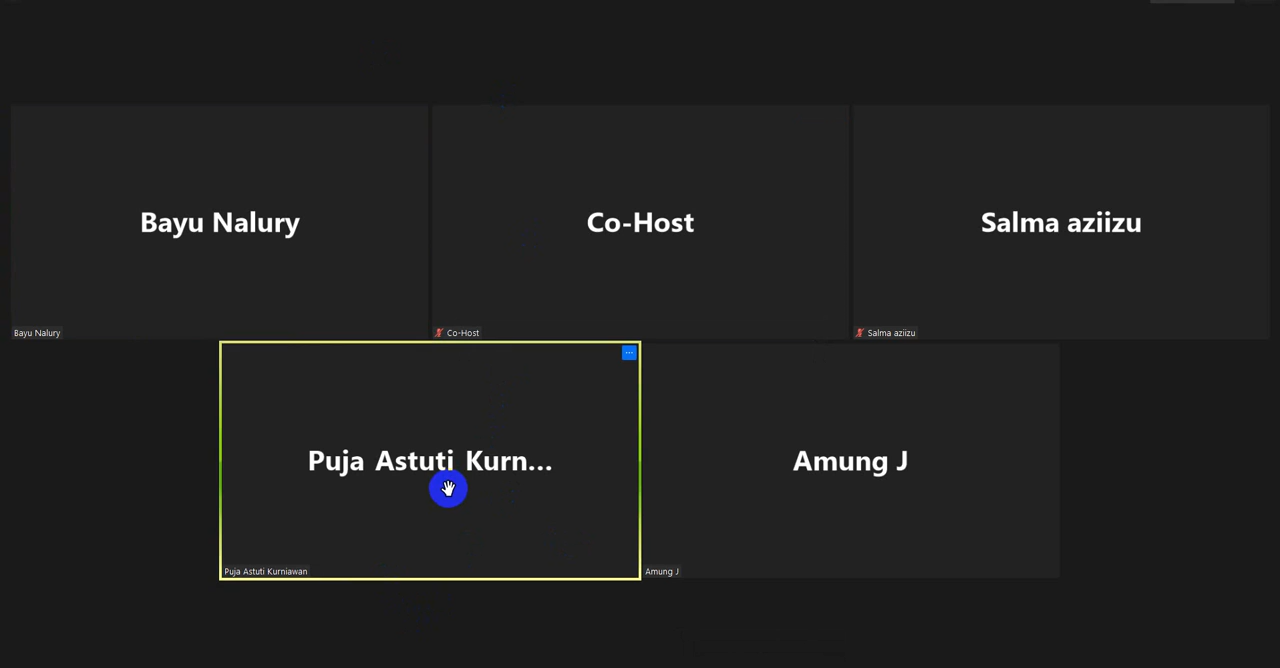 Bayu Nalury
Co-Host
Salma aziizu
Bayu Nalury
Co-Host
Salma aziizu
Puja Astuti Kurn...
Amung J
Puja Astuti Kurniawan
Amung J